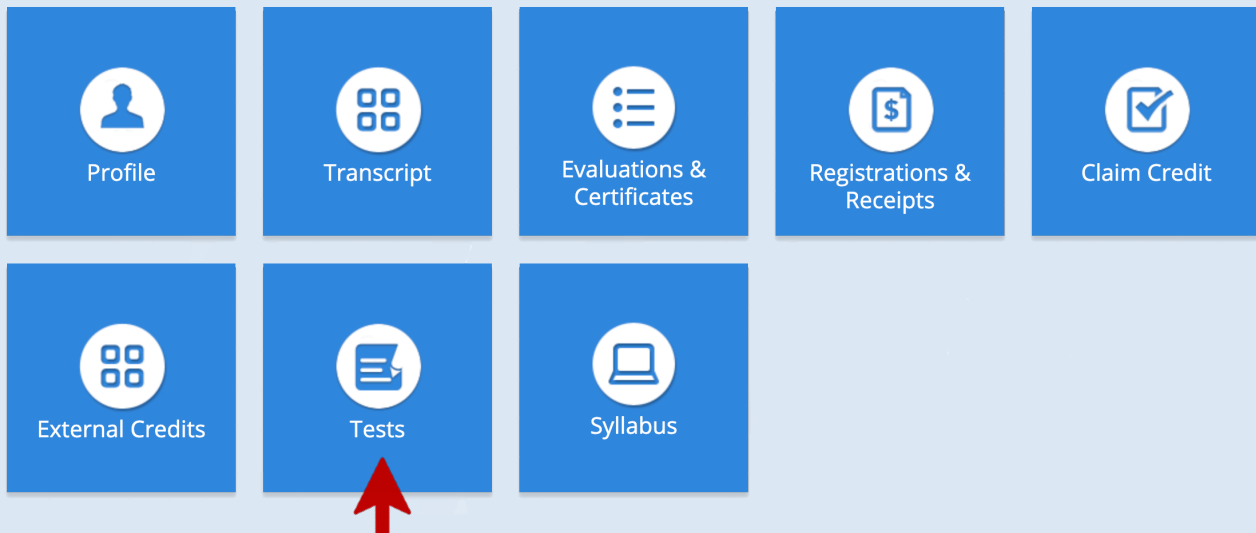 Profile
Transcript
Evaluations &
Certificates
Registrations &
Receipts
Claim Credit
External Credits
Tests
Syllabus